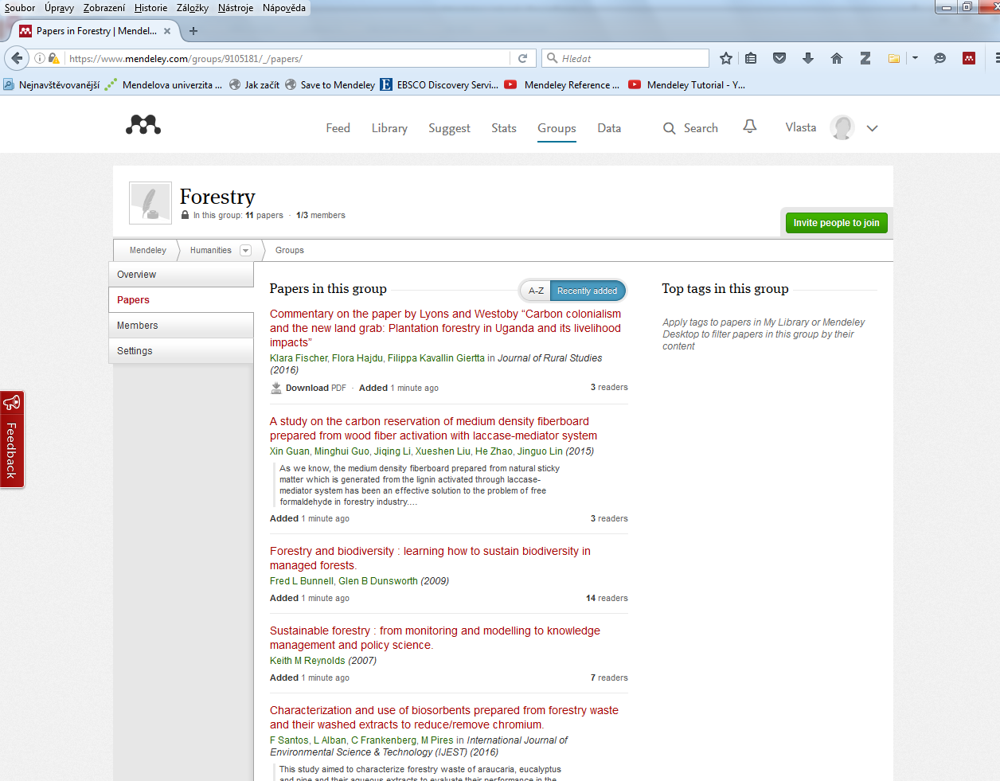 Soubor Úpravy Zobrazení Historie Záložky Nástroje Nápověda
Papers in Forestry | Mendel...
https://www.mendeley.com/groups/9105181/_/papers/
Hledat
Nejnavštěvovanější Mendelova univerzita ... Jak začít Save to Mendeley EBSCO Discovery Servi... Mendeley Reference ... Mendeley Tutorial - Y...
Feed Library Suggest Stats Groups Data Search Vlasta
Forestry
In this group: 11 papers · 1/3 members
Invite people to join
Mendeley Humanities Groups
Overview
Papers
Members
Settings
Feedback
Papers in this group
A-Z Recently added
Commentary on the paper by Lyons and Westoby “Carbon colonialism
and the new land grab: Plantation forestry in Uganda and its livelihood
impacts”
Klara Fischer, Flora Hajdu, Filippa Kavallin Giertta in Journal of Rural Studies
(2016)
Download PDF · Added 1 minute ago 3 readers
A study on the carbon reservation of medium density fiberboard
prepared from wood fiber activation with laccase-mediator system
Xin Guan, Minghui Guo, Jiqing Li, Xueshen Liu, He Zhao, Jinguo Lin (2015)
As we know, the medium density fiberboard prepared from natural sticky
matter which is generated from the lignin activated through laccase-
mediator system has been an effective solution to the problem of free
formaldehyde in forestry industry....
Added 1 minute ago 3 readers
Forestry and biodiversity : learning how to sustain biodiversity in
managed forests.
Fred L Bunnell, Glen B Dunsworth (2009)
Added 1 minute ago 14 readers
Sustainable forestry : from monitoring and modelling to knowledge
management and policy science.
Keith M Reynolds (2007)
Added 1 minute ago 7 readers
Characterization and use of biosorbents prepared from forestry waste
and their washed extracts to reduce/remove chromium.
F Santos, L Alban, C Frankenberg, M Pires in International Journal of
Environmental Science & Technology (IJEST) (2016)
This study aimed to characterize forestry waste of araucaria, eucalyptus
and pine and their aqueous extracts to evaluate their performance in the
Top tags in this group
Apply tags to papers in My Library or Mendeley
Desktop to filter papers in this group by their
content